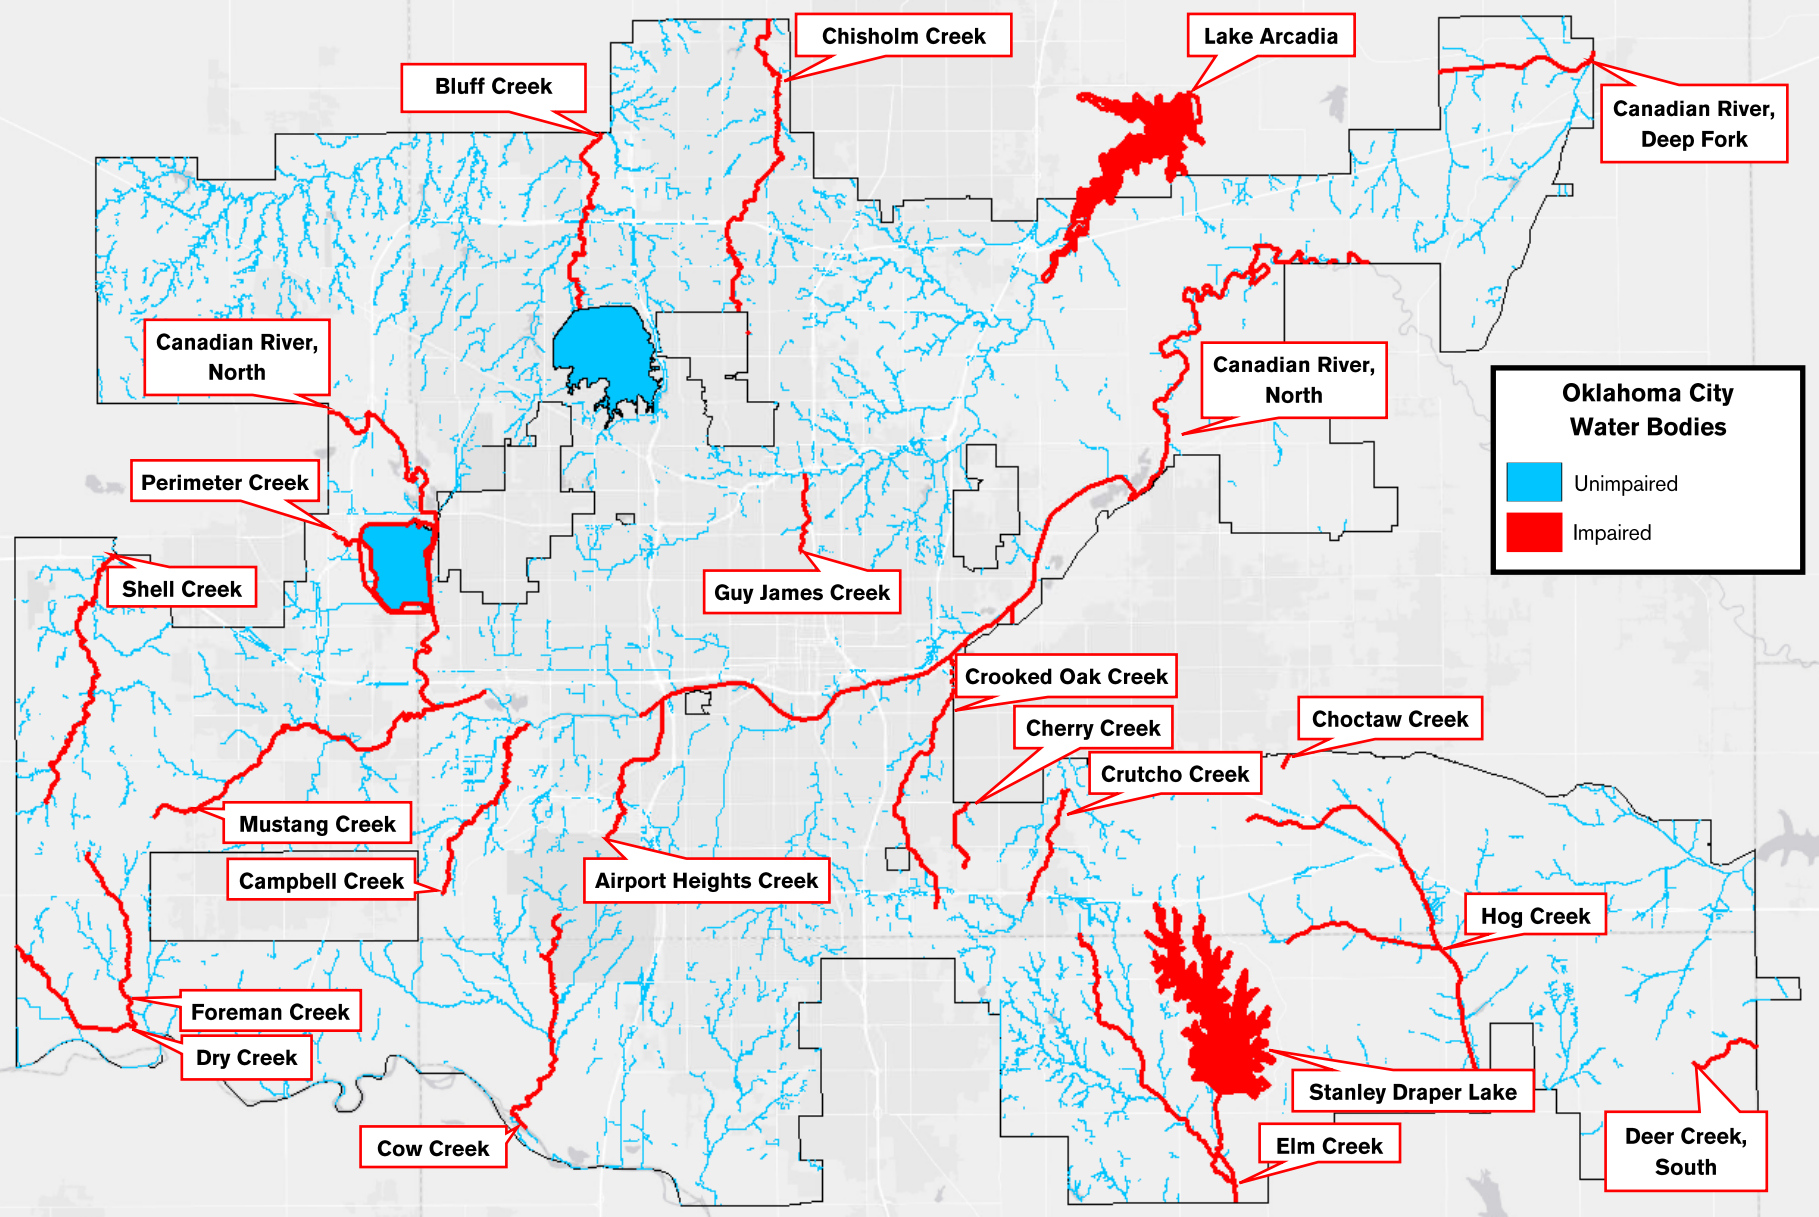 Chisholm Creek
Lake Arcadia
Bluff Creek
Canadian River,
Deep Fork
Canadian River,
North
Canadian River,
North
Oklahoma City
Water Bodies
Unimpaired
Impaired
Perimeter Creek
Shell Creek
Guy James Creek
Crooked Oak Creek
Cherry Creek
Choctaw Creek
Crutcho Creek
Mustang Creek
Campbell Creek
Airport Heights Creek
Hog Creek
Foreman Creek
Dry Creek
Stanley Draper Lake
Cow Creek
Elm Creek
Deer Creek,
South